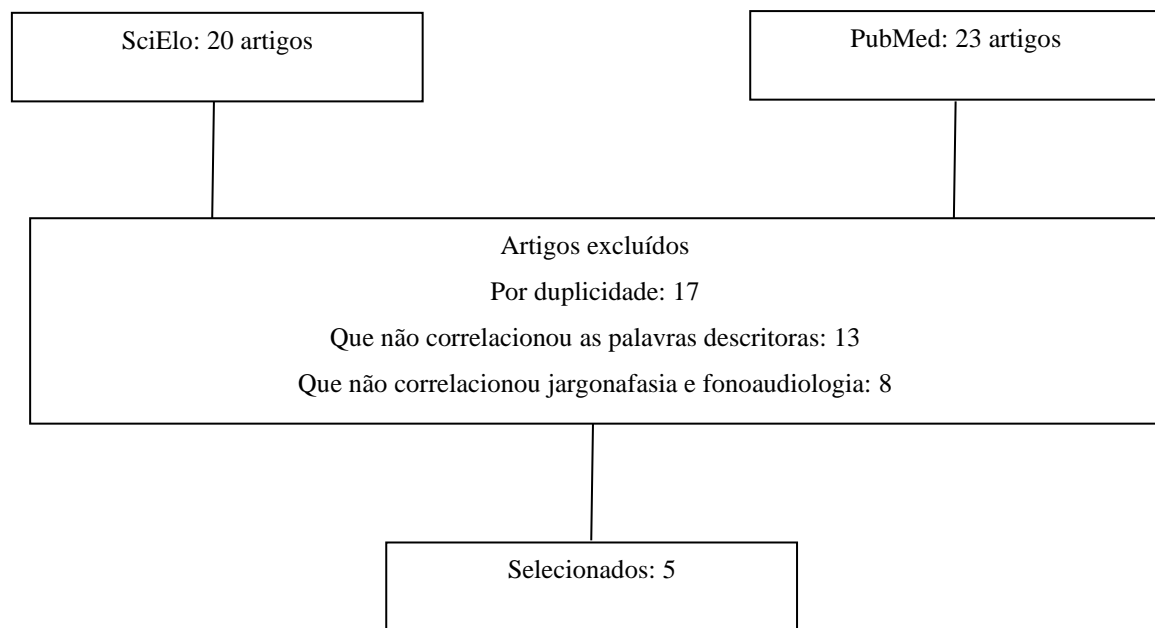 SciElo: 20 artigos
PubMed: 23 artigos
Artigos excluídos
Por duplicidade: 17
Que não correlacionou as palavras descritoras: 13
Que não correlacionou jargonafasia e fonoaudiologia: 8
Selecionados: 5